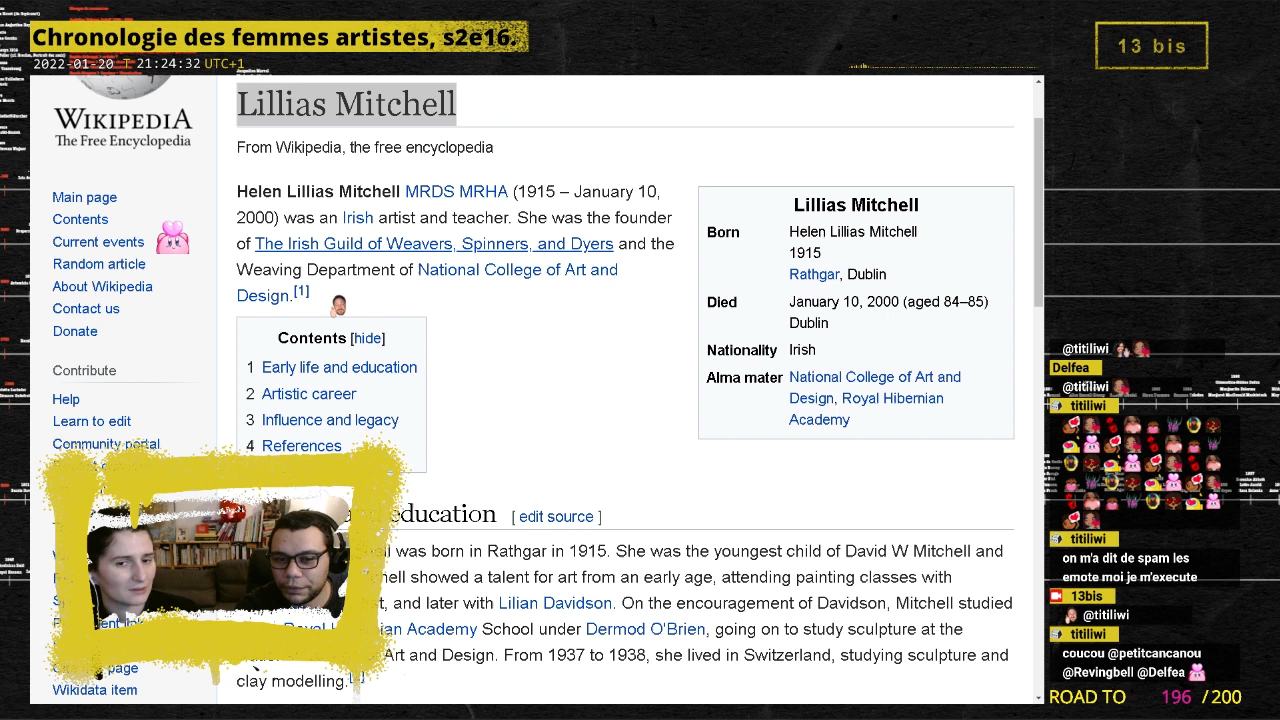 Chronologie des femmes artistes, s2e16.
2022-01-20 T 21:24:32 UTC+1
13 bis
WIKIPEDIA
The Free Encyclopedia
Main page
Contents
Current events
Random article
About Wikipedia
Contact us
Donate
Contribute
Help
Learn to edit
Community portal
page
Wikidata item
Lillias Mitchell
From Wikipedia, the free encyclopedia
Helen Lillias Mitchell MRDS MRHA (1915 – January 10,
2000) was an Irish artist and teacher. She was the founder
of The Irish Guild of Weavers, Spinners, and Dyers and the
Weaving Department of National College of Art and
Design.[1]
Lillias Mitchell
Born Helen Lillias Mitchell
1915
Rathgar, Dublin
Died January 10, 2000 (aged 84–85)
Dublin
Nationality Irish
Alma mater National College of Art and
Design, Royal Hibernian
Academy
Contents [hide]
1 Early life and education
2 Artistic career
3 Influence and legacy
4 References
education [ edit source ]
was born in Rathgar in 1915. She was the youngest child of David W Mitchell and
showed a talent for art from an early age, attending painting classes with
and later with Lilian Davidson. On the encouragement of Davidson, Mitchell studied
Academy School under Dermod O'Brien, going on to study sculpture at the
Art and Design. From 1937 to 1938, she lived in Switzerland, studying sculpture and
clay modelling.
@titiliwi
Delfea
@titiliwi
titiliwi
titiliwi
on m'a dit de spam les
emote moi je m'execute
13bis
@titiliwi
titiliwi
coucou @petitcancanou
@Revingbell @Delfea
ROAD TO 196 / 200